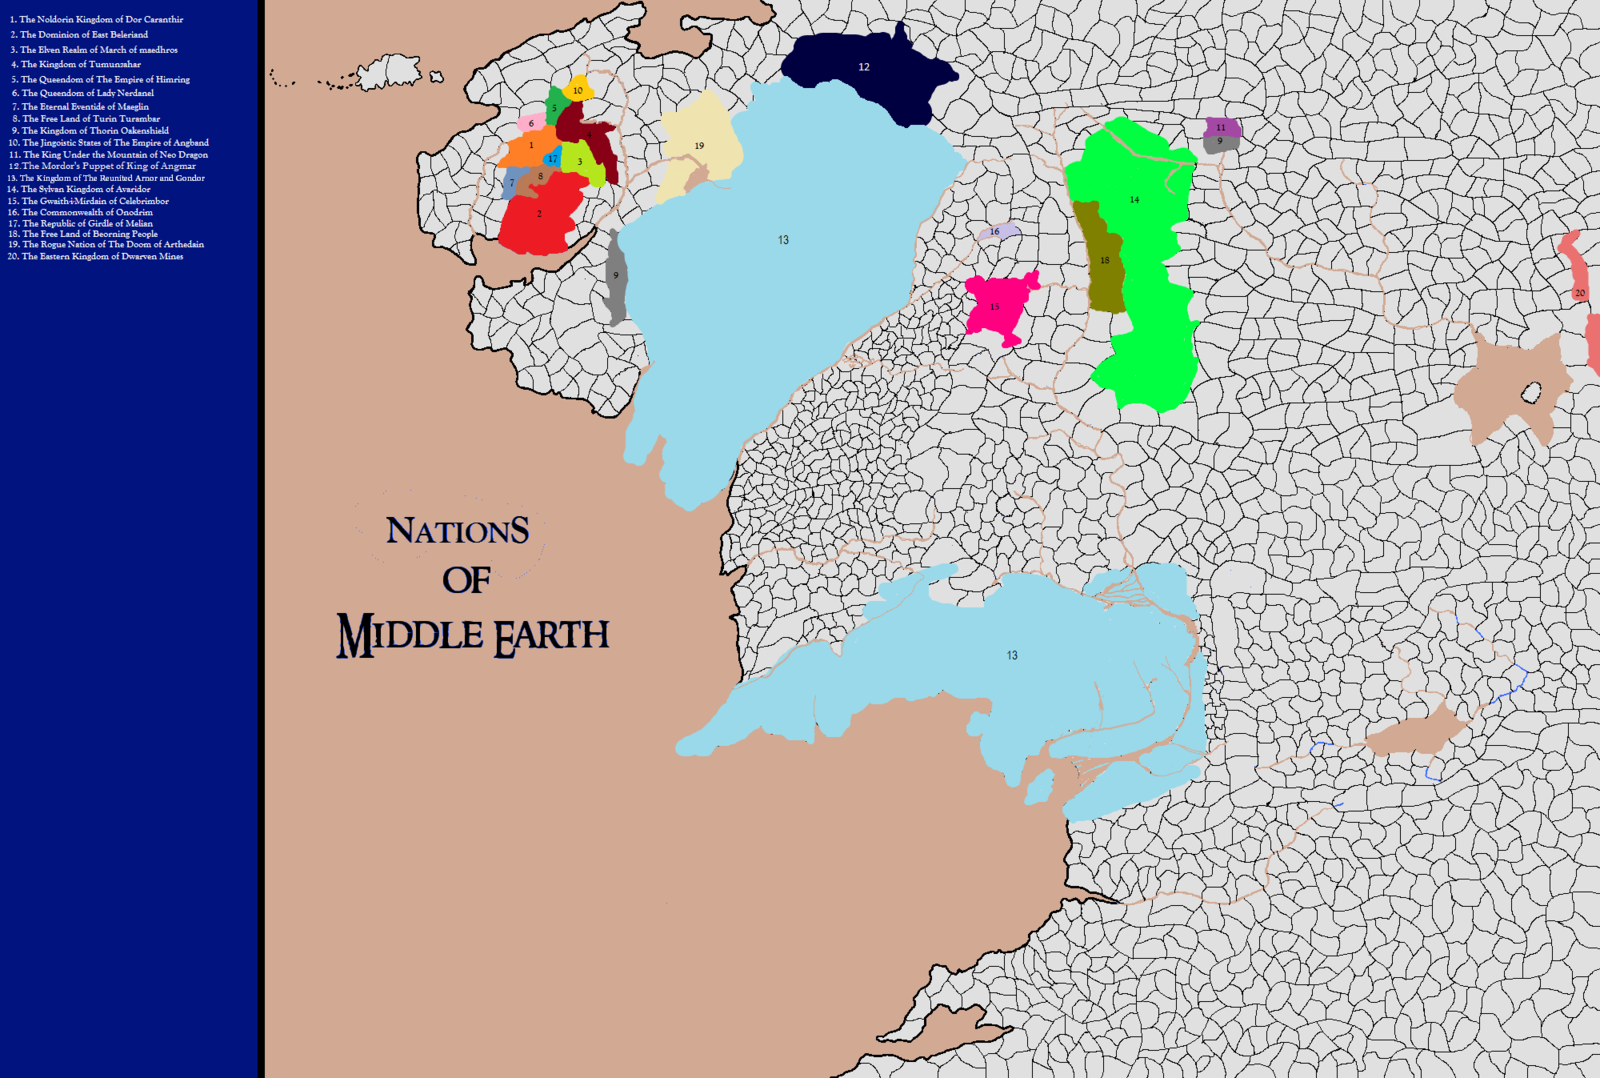 1. The Noldorin Kingdom of Dor Caranthir
2. The Dominion of East Beleriand
3. The Elven Realm of March of maedhros
4. The Kingdom of Tumunzahar
5. The Queendom of The Empire of Himring
6. The Queendom of Lady Nerdanel
7. The Eternal Eventide of Maeglin
8. The Free Land of Turin Turambar
9. The Kingdom of Thorin Oakenshield
10. The Jingoistic States of The Empire of Angband
11. The King Under the Mountain of Neo Dragon
12. The Mordor's Puppet of King of Angmar
13. The Kingdom of The Reunited Arnor and Gondor
14. The Sylvan Kingdom of Avaridor
15. The Gwaith+Mirdain of Celebrimbor
16. The Commonwealth of Onodrim
17. The Republic of Girdle of Melian
18. The Free Land of Beorning People
19. The Rogue Nation of The Doom of Arthedain
20. The Eastern Kingdom of Dwarven Mines
12
10
5
6
11
4
9
1
19
17
3
8
7
14
2
16
13
18
9
20
15
NATIONS
OF
MIDDLE EARTH
13